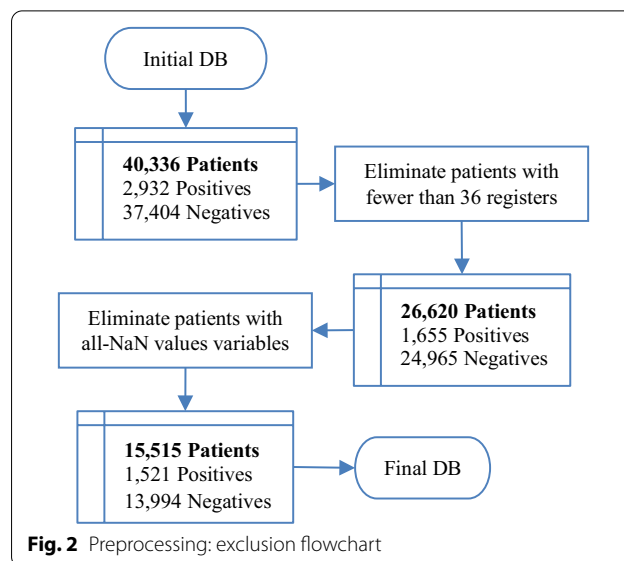 Initial DB
40,336 Patients
2,932 Positives
37,404 Negatives
Eliminate patients with
fewer than 36 registers
26,620 Patients
1,655 Positives
24,965 Negatives
Eliminate patients with
all-NaN values variables
15,515 Patients
1,521 Positives
13,994 Negatives
Final DB
Fig. 2 Preprocessing: exclusion flowchart